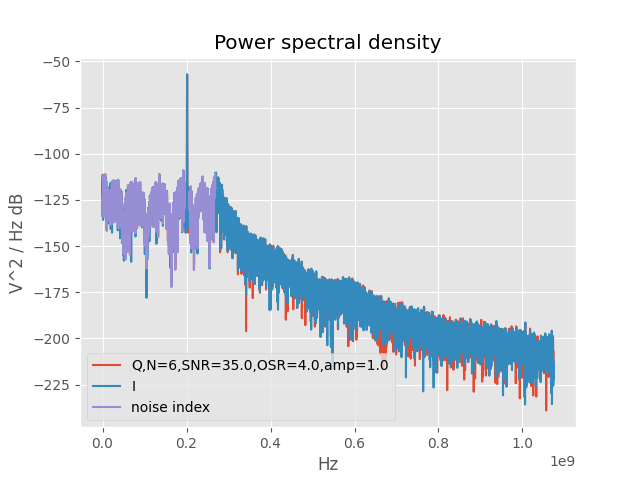 Power spectral density
V^2 / Hz dB
−50
−75
−100
−125
−150
−175
−200
−225
Q,N=6,SNR=35.0,OSR=4.0,amp=1.0
I
noise index
0.0 0.2 0.4 0.6 0.8 1.0
1e9
Hz